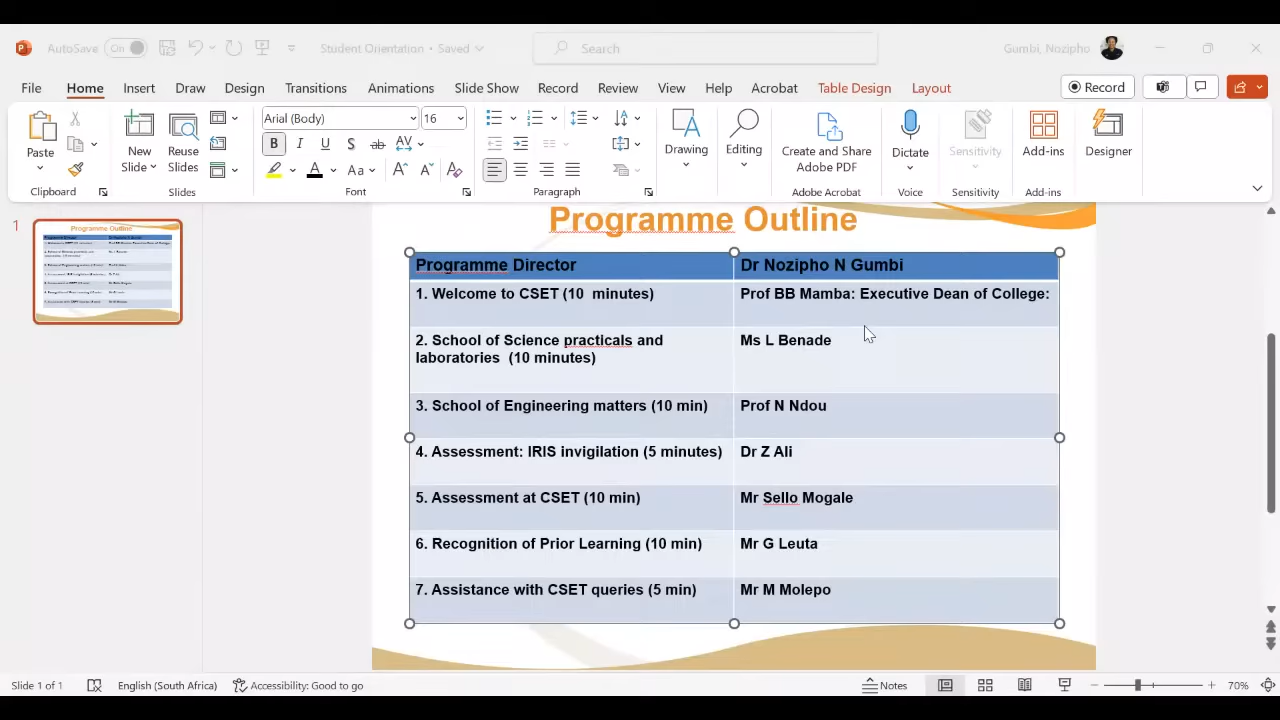 AutoSave On Student Orientation • Saved Search Gumbi, Nozipho
File Home Insert Draw Design Transitions Animations Slide Show Record Review View Help Acrobat Table Design Layout Record
Paste New Slide Reuse Slides Arial (Body) 16 Drawing Editing Create and Share Adobe PDF Dictate Sensitivity Add-ins Designer
Clipboard Slides Font Paragraph Adobe Acrobat Voice Sensitivity Add-ins
1
Programme Outline
Programme Director Dr Nozipho N Gumbi
1. Welcome to CSET (10 minutes) Prof BB Mamba: Executive Dean of College:
2. School of Science practicals and Ms L Benade
laboratories (10 minutes)
3. School of Engineering matters (10 min) Prof N Ndou
4. Assessment: IRIS invigilation (5 minutes) Dr Z Ali
5. Assessment at CSET (10 min) Mr Sello Mogale
6. Recognition of Prior Learning (10 min) Mr G Leuta
7. Assistance with CSET queries (5 min) Mr M Molepo
Slide 1 of 1 English (South Africa) Accessibility: Good to go Notes 70%